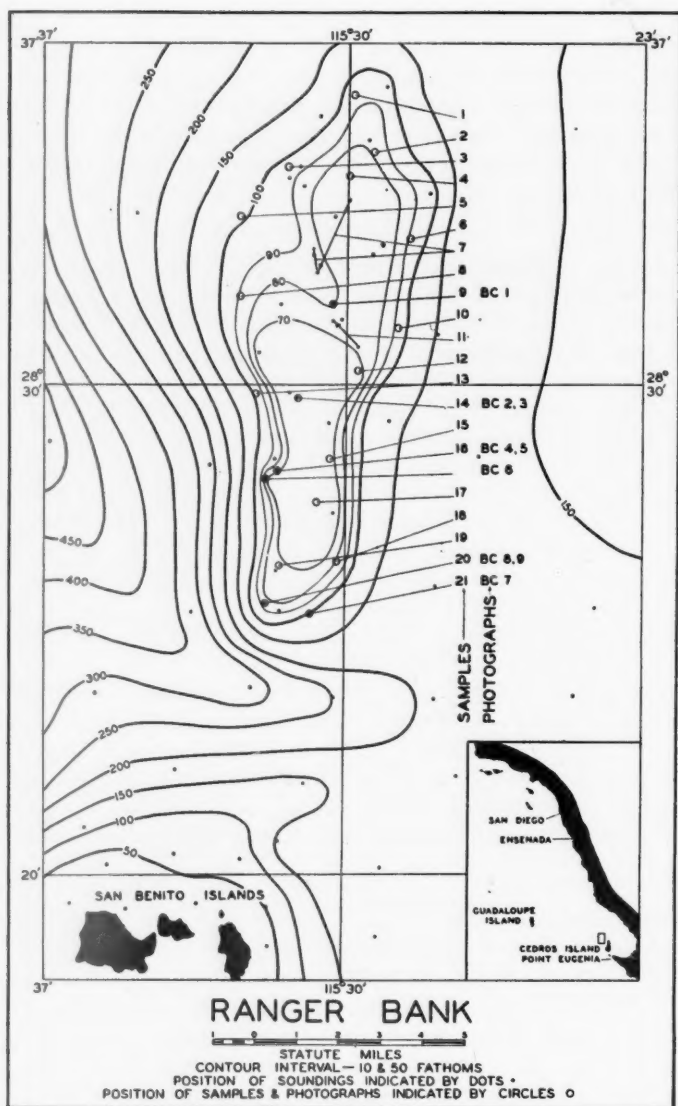 37' 37' 115°30' 23' 37'
250
200
150
100
90
80
70
1
2
3
4
5
6
7
8
9 BC 1
10
11
12
13
14 BC 2, 3
15
16 BC 4, 5
BC 6
17
18
19
20 BC 8, 9
21 BC 7
28° 30'
28° 30'
150
450
400
350
300
250
200
150
100
50
SAMPLES
PHOTOGRAPHS
20'
20'
SAN BENITO ISLANDS
SAN DIEGO
ENSENADA
GUADALOUPE ISLAND
CEDROS ISLAND
POINT EUGENIA
37' 115°30' 23'
RANGER BANK
1 0 1 2 3 4 5
STATUTE MILES
CONTOUR INTERVAL — 10 & 50 FATHOMS
POSITION OF SOUNDINGS INDICATED BY DOTS •
POSITION OF SAMPLES & PHOTOGRAPHS INDICATED BY CIRCLES O